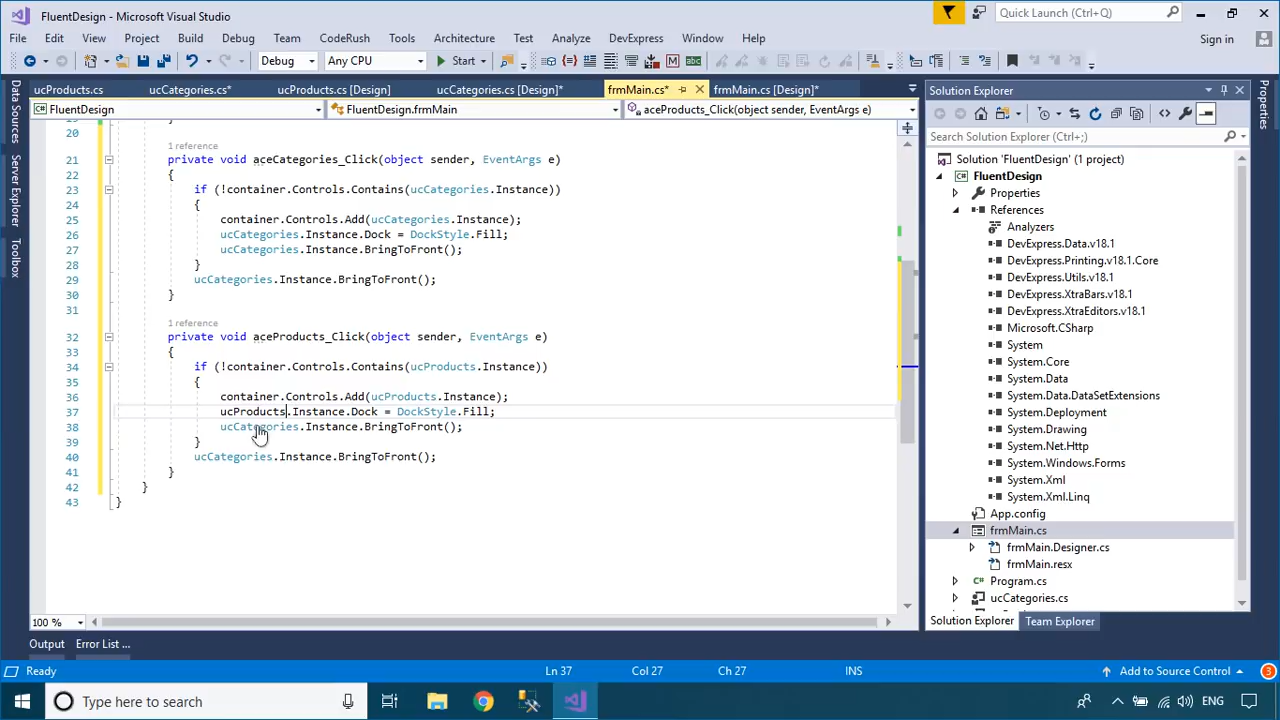 FluentDesign - Microsoft Visual Studio
Quick Launch (Ctrl+Q)
File Edit View Project Build Debug Team CodeRush Tools Architecture Test Analyze DevExpress Window Help
Sign in
Debug Any CPU Start
ucProducts.cs ucCategories.cs* ucProducts.cs [Design] ucCategories.cs [Design]* frmMain.cs* frmMain.cs [Design]*
FluentDesign FluentDesign.frmMain aceProducts_Click(object sender, EventArgs e)
Data Sources
Server Explorer
Toolbox
19 }
20
1 reference
21 private void aceCategories_Click(object sender, EventArgs e)
22 {
23 if (!container.Controls.Contains(ucCategories.Instance))
24 {
25 container.Controls.Add(ucCategories.Instance);
26 ucCategories.Instance.Dock = DockStyle.Fill;
27 ucCategories.Instance.BringToFront();
28 }
29 ucCategories.Instance.BringToFront();
30 }
31
1 reference
32 private void aceProducts_Click(object sender, EventArgs e)
33 {
34 if (!container.Controls.Contains(ucProducts.Instance))
35 {
36 container.Controls.Add(ucProducts.Instance);
37 ucProducts.Instance.Dock = DockStyle.Fill;
38 ucCategories.Instance.BringToFront();
39 }
40 ucCategories.Instance.BringToFront();
41 }
42 }
43 }
100 %
Solution Explorer
Search Solution Explorer (Ctrl+;)
Solution 'FluentDesign' (1 project)
FluentDesign
Properties
References
Analyzers
DevExpress.Data.v18.1
DevExpress.Printing.v18.1.Core
DevExpress.Utils.v18.1
DevExpress.XtraBars.v18.1
DevExpress.XtraEditors.v18.1
Microsoft.CSharp
System
System.Core
System.Data
System.Data.DataSetExtensions
System.Deployment
System.Drawing
System.Net.Http
System.Windows.Forms
System.Xml
System.Xml.Linq
App.config
frmMain.cs
frmMain.Designer.cs
frmMain.resx
Program.cs
ucCategories.cs
Solution Explorer Team Explorer
Properties
Output Error List ...
Ready Ln 37 Col 27 Ch 27 INS Add to Source Control 3
Type here to search
ENG